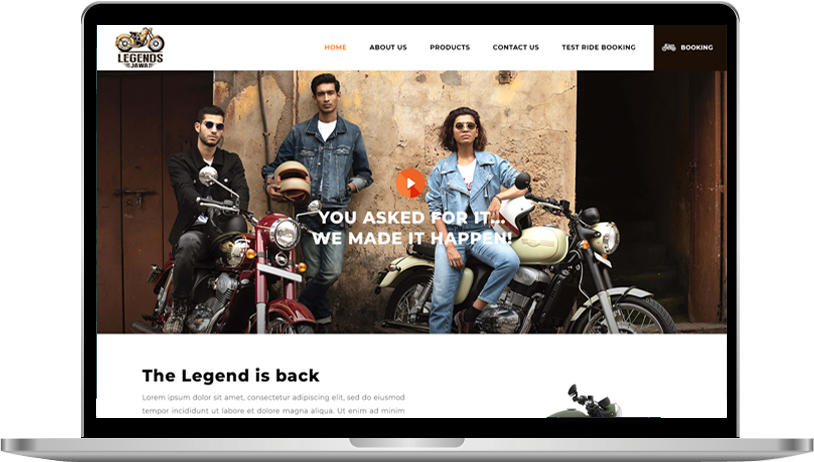 LEGENDS
JAWA
HOME
ABOUT US
PRODUCTS
CONTACT US
TEST RIDE BOOKING
BOOKING
YOU ASKED FOR IT...
WE MADE IT HAPPEN!
The Legend is back
Lorem ipsum dolor sit amet, consectetur adipiscing elit, sed do eiusmod
tempor incididunt ut labore et dolore magna aliqua. Ut enim ad minim